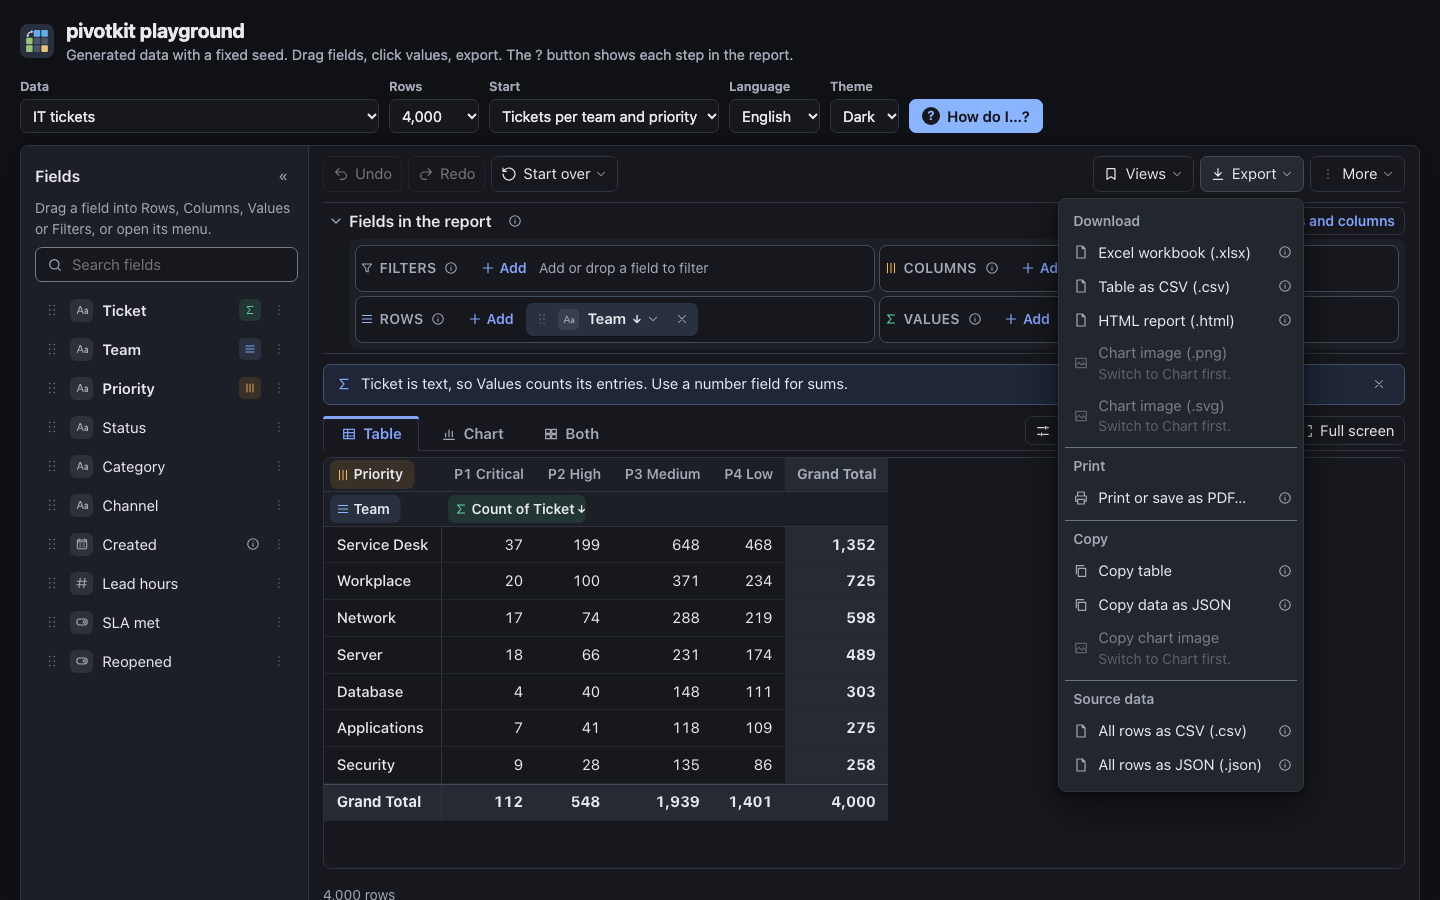 pivotkit playground
Generated data with a fixed seed. Drag fields, click values, export. The ? button shows each step in the report.
Data
Rows
Start
Language
Theme
IT tickets
4,000
Tickets per team and priority
English
Dark
? How do I...?
Fields
«
Drag a field into Rows, Columns, Values
or Filters, or open its menu.
Search fields
Aa Ticket Σ
Aa Team
Aa Priority
Aa Status
Aa Category
Aa Channel
Created
# Lead hours
SLA met
Reopened
Undo
Redo
Start over
Views
Export
More
Fields in the report
and columns
FILTERS
+ Add
Add or drop a field to filter
COLUMNS
+ Ad
ROWS
+ Add
Aa Team ↓
Σ VALUES
+ Add
Σ Ticket is text, so Values counts its entries. Use a number field for sums.
Table
Chart
Both
Full screen
Priority P1 Critical P2 High P3 Medium P4 Low Grand Total
Team Σ Count of Ticket ↓
Service Desk 37 199 648 468 1,352
Workplace 20 100 371 234 725
Network 17 74 288 219 598
Server 18 66 231 174 489
Database 4 40 148 111 303
Applications 7 41 118 109 275
Security 9 28 135 86 258
Grand Total 112 548 1,939 1,401 4,000
4,000 rows
Download
Excel workbook (.xlsx)
Table as CSV (.csv)
HTML report (.html)
Chart image (.png)
Switch to Chart first.
Chart image (.svg)
Switch to Chart first.
Print
Print or save as PDF...
Copy
Copy table
Copy data as JSON
Copy chart image
Switch to Chart first.
Source data
All rows as CSV (.csv)
All rows as JSON (.json)